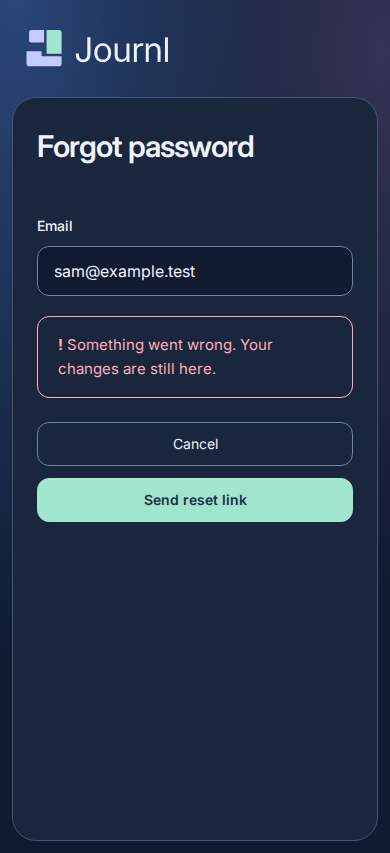 Journl
Forgot password
Email
sam@example.test
! Something went wrong. Your
changes are still here.
Cancel
Send reset link